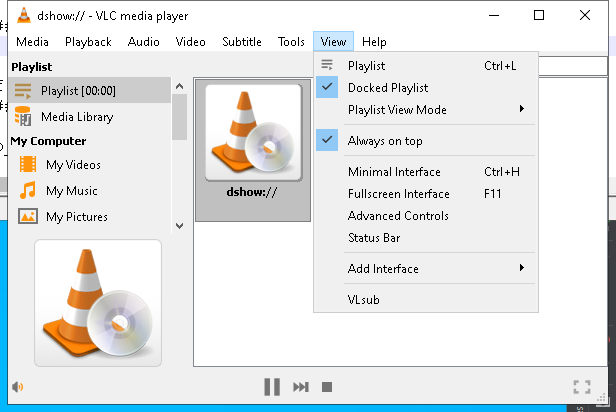 dshow:// - VLC media player
Media Playback Audio Video Subtitle Tools View Help
Playlist
Playlist [00:00]
Media Library
My Computer
My Videos
My Music
My Pictures
dshow://
Playlist Ctrl+L
Docked Playlist
Playlist View Mode
Always on top
Minimal Interface Ctrl+H
Fullscreen Interface F11
Advanced Controls
Status Bar
Add Interface
VLsub